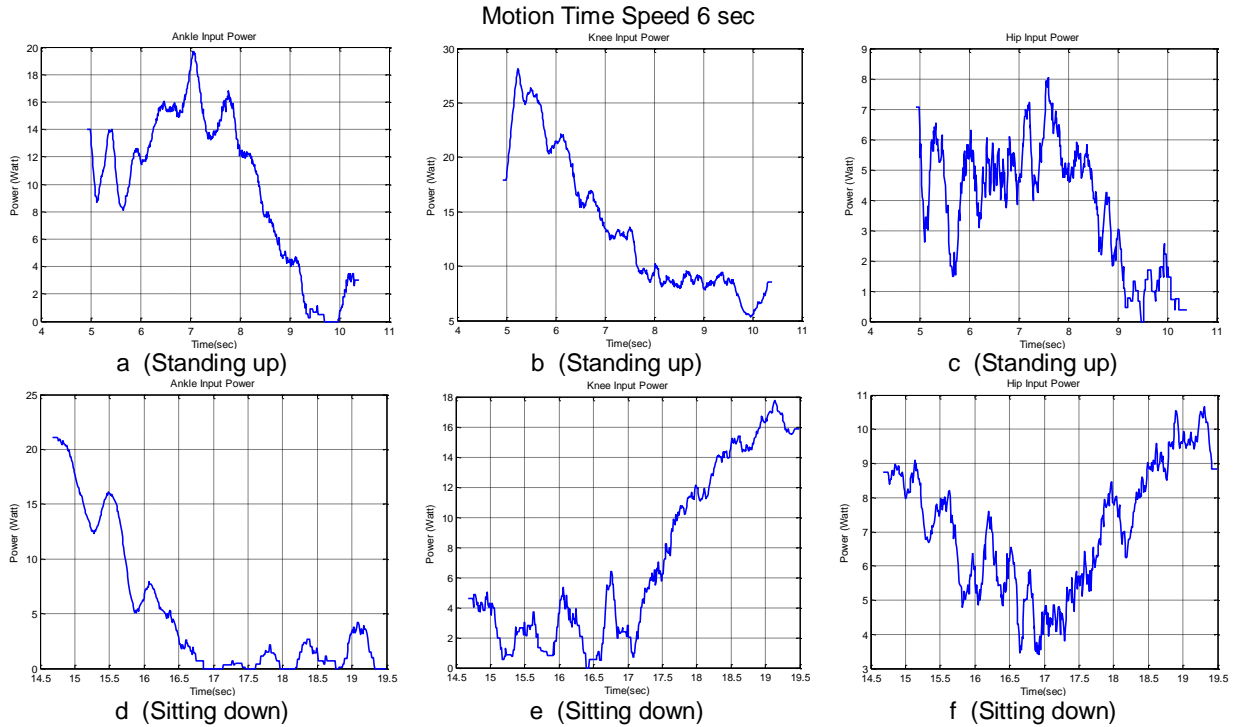 Motion Time Speed 6 sec
Ankle Input Power
Knee Input Power
Hip Input Power
20
18
16
14
12
10
8
6
4
2
0
Power (Watt)
4 5 6 7 8 9 10 11
Time(sec)
30
25
20
15
10
5
Power (Watt)
4 5 6 7 8 9 10 11
Time(sec)
9
8
7
6
5
4
3
2
1
0
Power (Watt)
4 5 6 7 8 9 10 11
Time(sec)
a (Standing up)
b (Standing up)
c (Standing up)
Ankle Input Power
Knee Input Power
Hip Input Power
25
20
15
10
5
0
Power (Watt)
14.5 15 15.5 16 16.5 17 17.5 18 18.5 19 19.5
Time(sec)
18
16
14
12
10
8
6
4
2
0
Power (Watt)
14.5 15 15.5 16 16.5 17 17.5 18 18.5 19 19.5
Time(sec)
11
10
9
8
7
6
5
4
3
Power (Watt)
14.5 15 15.5 16 16.5 17 17.5 18 18.5 19 19.5
Time(sec)
d (Sitting down)
e (Sitting down)
f (Sitting down)